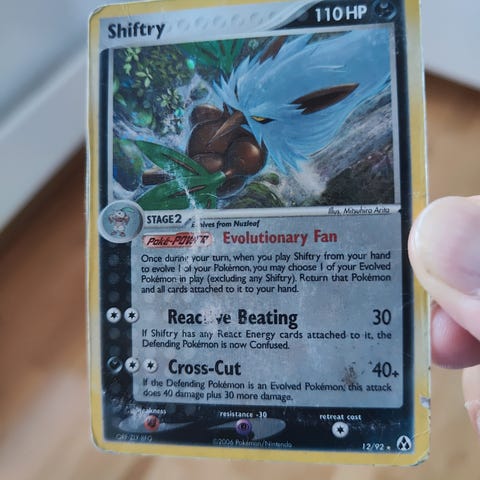 Shiftry
110 HP
Illus. Mitsuhiro Arita
STAGE 2 Evolves from Nuzleaf
Poké-POWER Evolutionary Fan
Once during your turn, when you play Shiftry from your hand
to evolve 1 of your Pokémon, you may choose 1 of your Evolved
Pokémon in play (excluding any Shiftry). Return that Pokémon
and all cards attached to it to your hand.
Reactive Beating 30
If Shiftry has any React Energy cards attached to it, the
Defending Pokémon is now Confused.
Cross-Cut 40+
If the Defending Pokémon is an Evolved Pokémon, this attack
does 40 damage plus 30 more damage.
weakness resistance -30 retreat cost
©2006 Pokémon/Nintendo
12/92 ★